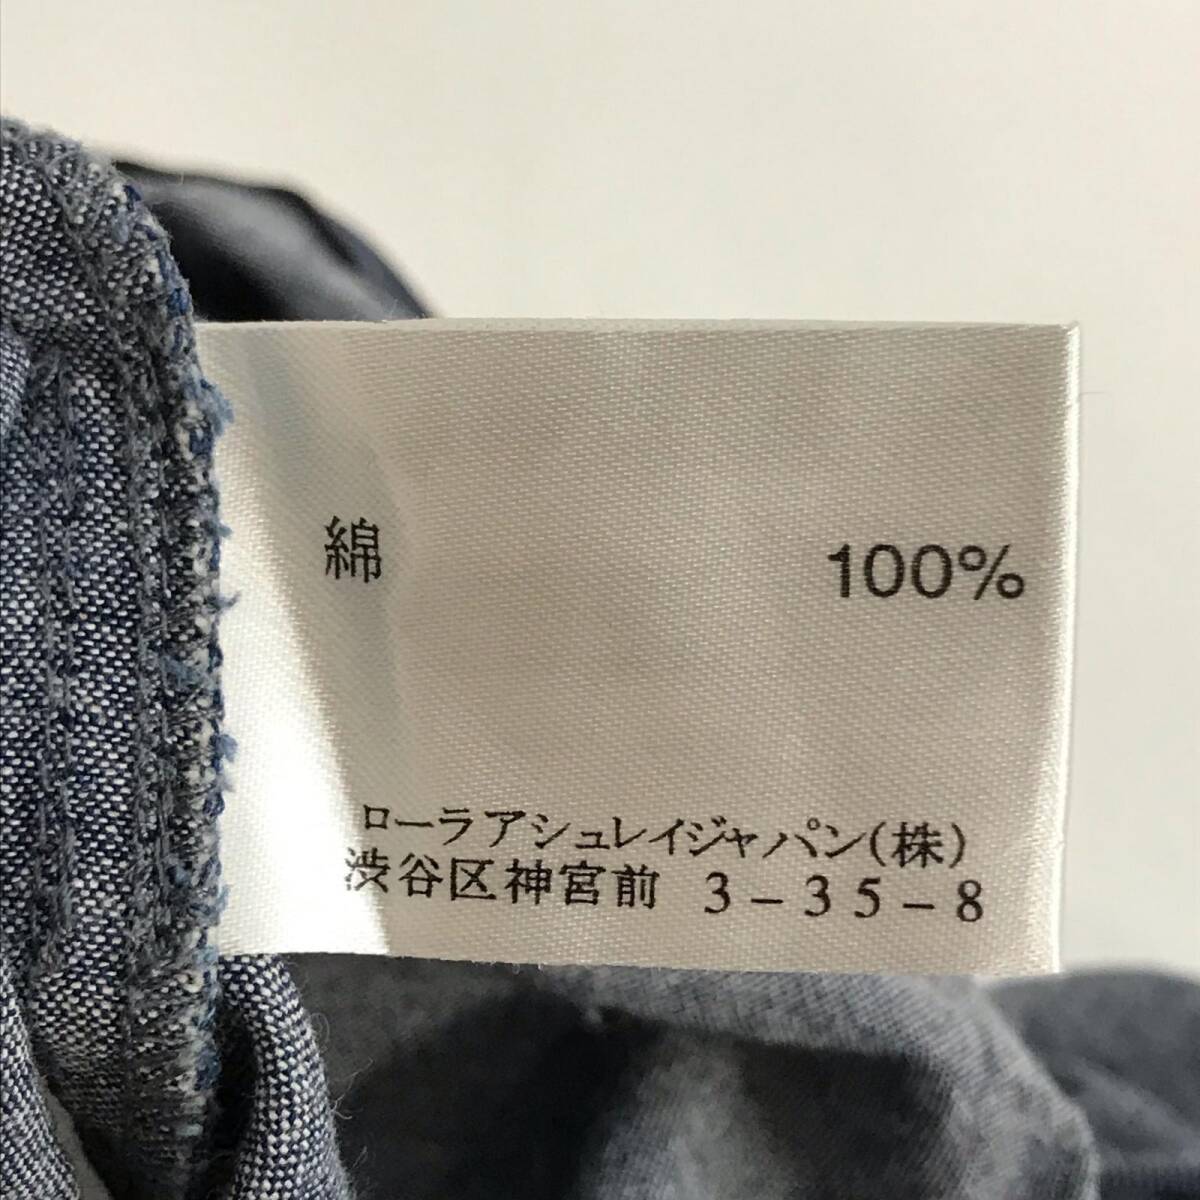 綿 100%
ローラアシュレイジャパン(株)
渋谷区神宮前 3-35-8